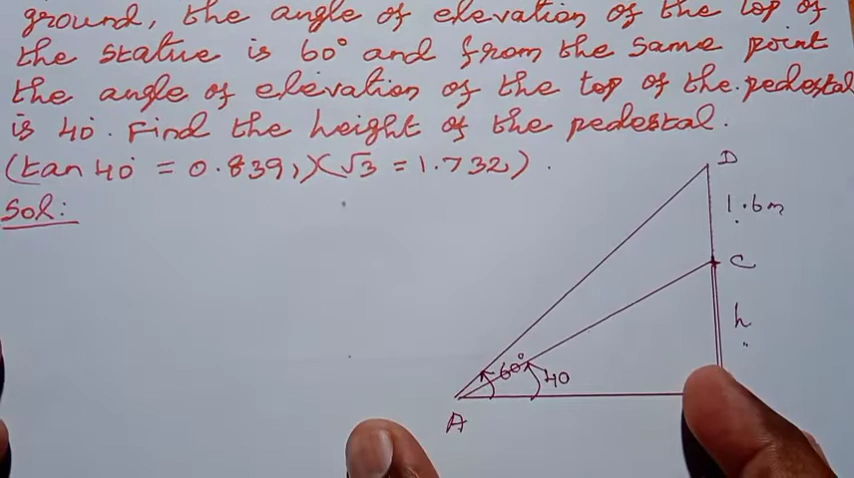 ground, the angle of elevation of the top of
the statue is 60° and from the same point
the angle of elevation of the top of the pedestal
is 40°. Find the height of the pedestal.
(tan 40° = 0.8391)(√3 = 1.732).
Sol:
D
1.6m
C
h
60°
40
A